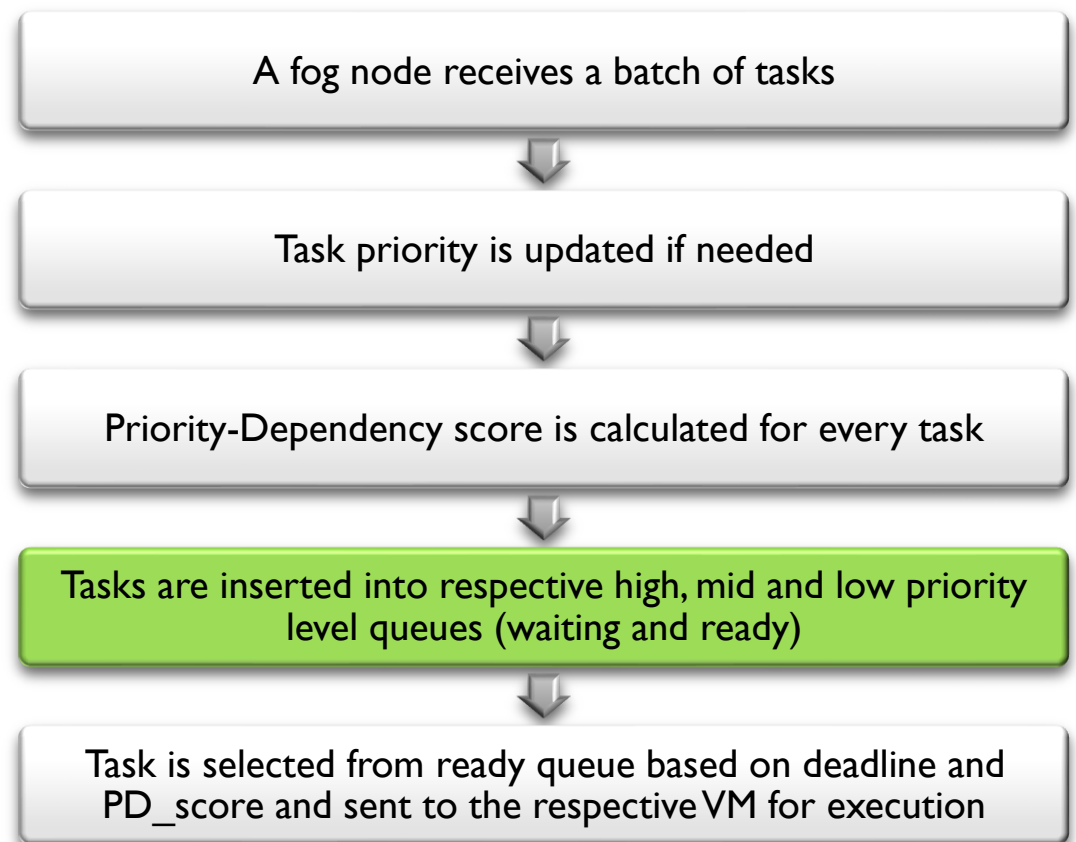 A fog node receives a batch of tasks
Task priority is updated if needed
Priority-Dependency score is calculated for every task
Tasks are inserted into respective high, mid and low priority
level queues (waiting and ready)
Task is selected from ready queue based on deadline and
PD_score and sent to the respective VM for execution